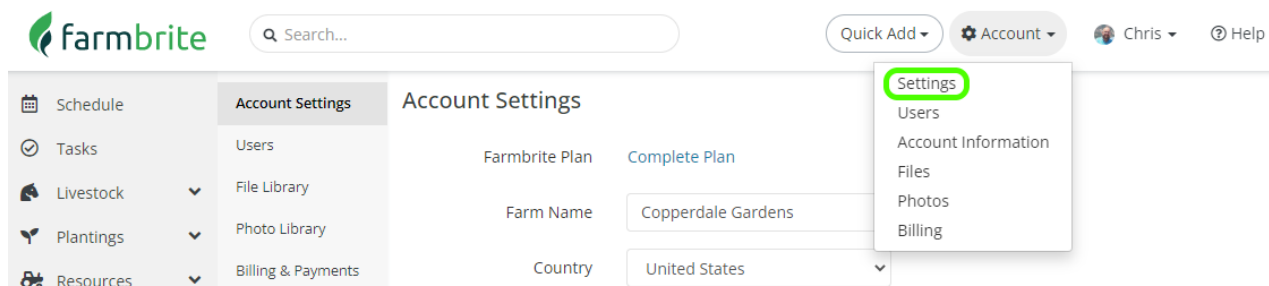 farmbrite
Search...
Quick Add
Account
Chris
Help
Schedule
Tasks
Livestock
Plantings
Resources
Account Settings
Users
File Library
Photo Library
Billing & Payments
Account Settings
Farmbrite Plan Complete Plan
Farm Name Copperdale Gardens
Country United States
Settings
Users
Account Information
Files
Photos
Billing